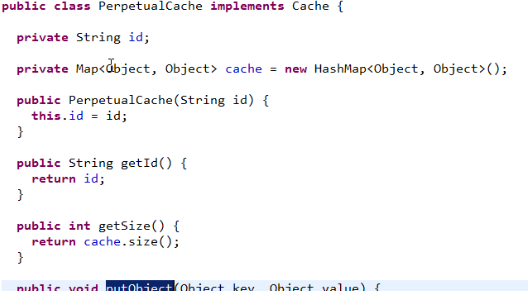 public class PerpetualCache implements Cache {
private String id;
private Map<Object, Object> cache = new HashMap<Object, Object>();
public PerpetualCache(String id) {
this.id = id;
}
public String getId() {
return id;
}
public int getSize() {
return cache.size();
}
public void putObject(Object key, Object value) {